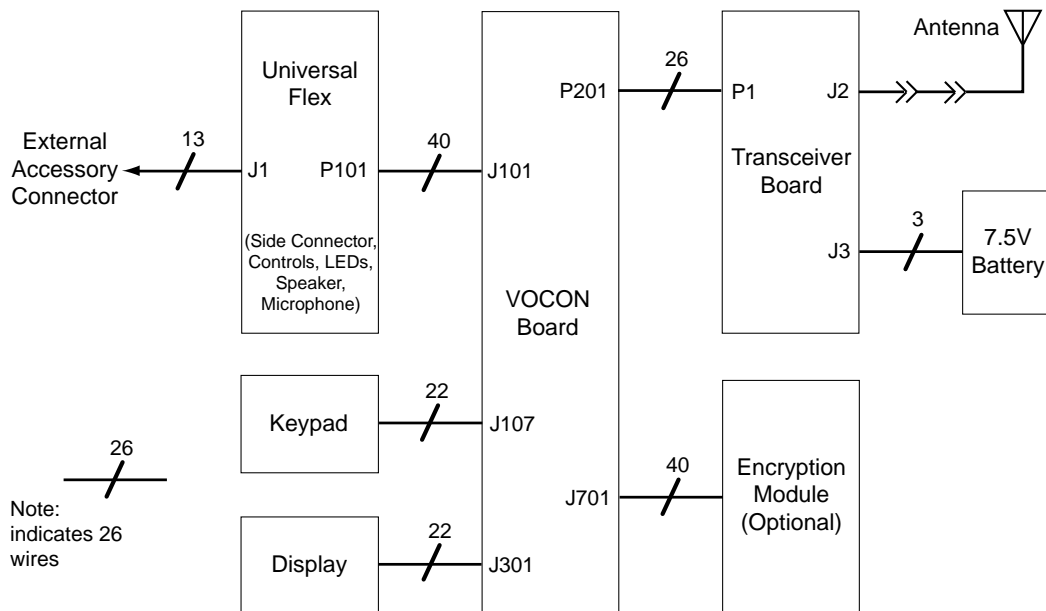 Universal
Flex
13
External
Accessory
Connector
J1
P101
(Side Connector,
Controls, LEDs,
Speaker,
Microphone)
40
J101
P201
VOCON
Board
J107
J301
J701
26
P1
J2
Transceiver
Board
J3
Antenna
3
7.5V
Battery
22
Keypad
22
Display
40
Encryption
Module
(Optional)
26
Note:
indicates 26
wires